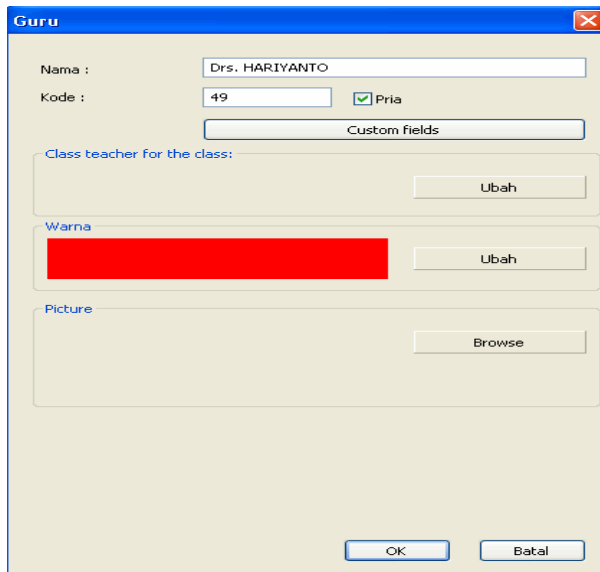 Guru
Nama : Drs. HARIYANTO
Kode : 49 Pria
Custom fields
Class teacher for the class:
Ubah
Warna
Ubah
Picture
Browse
OK Batal